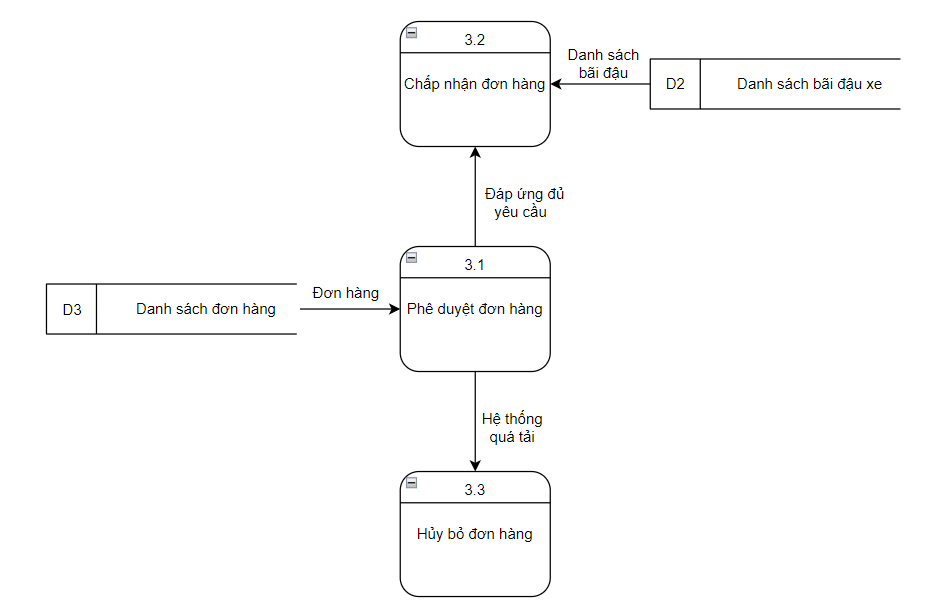 3.2
Chấp nhận đơn hàng
Danh sách
bãi đậu
D2
Danh sách bãi đậu xe
Đáp ứng đủ
yêu cầu
3.1
Phê duyệt đơn hàng
Đơn hàng
D3
Danh sách đơn hàng
Hệ thống
quá tải
3.3
Hủy bỏ đơn hàng